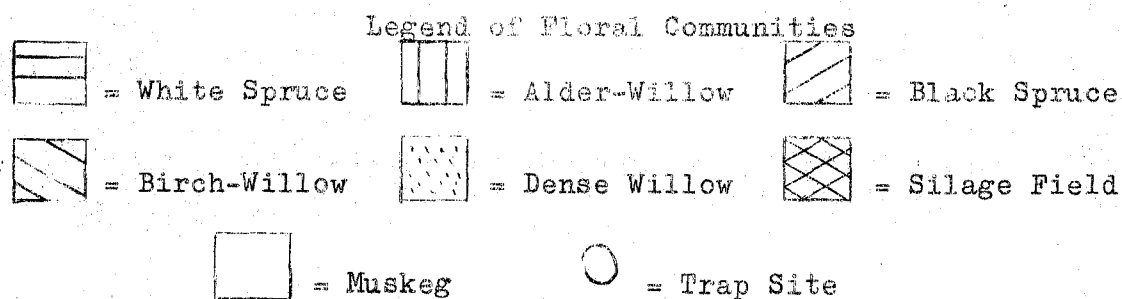 Legend of Floral Communities
= White Spruce = Alder-Willow = Black Spruce
= Birch-Willow = Dense Willow = Silage Field
= Muskeg = Trap Site